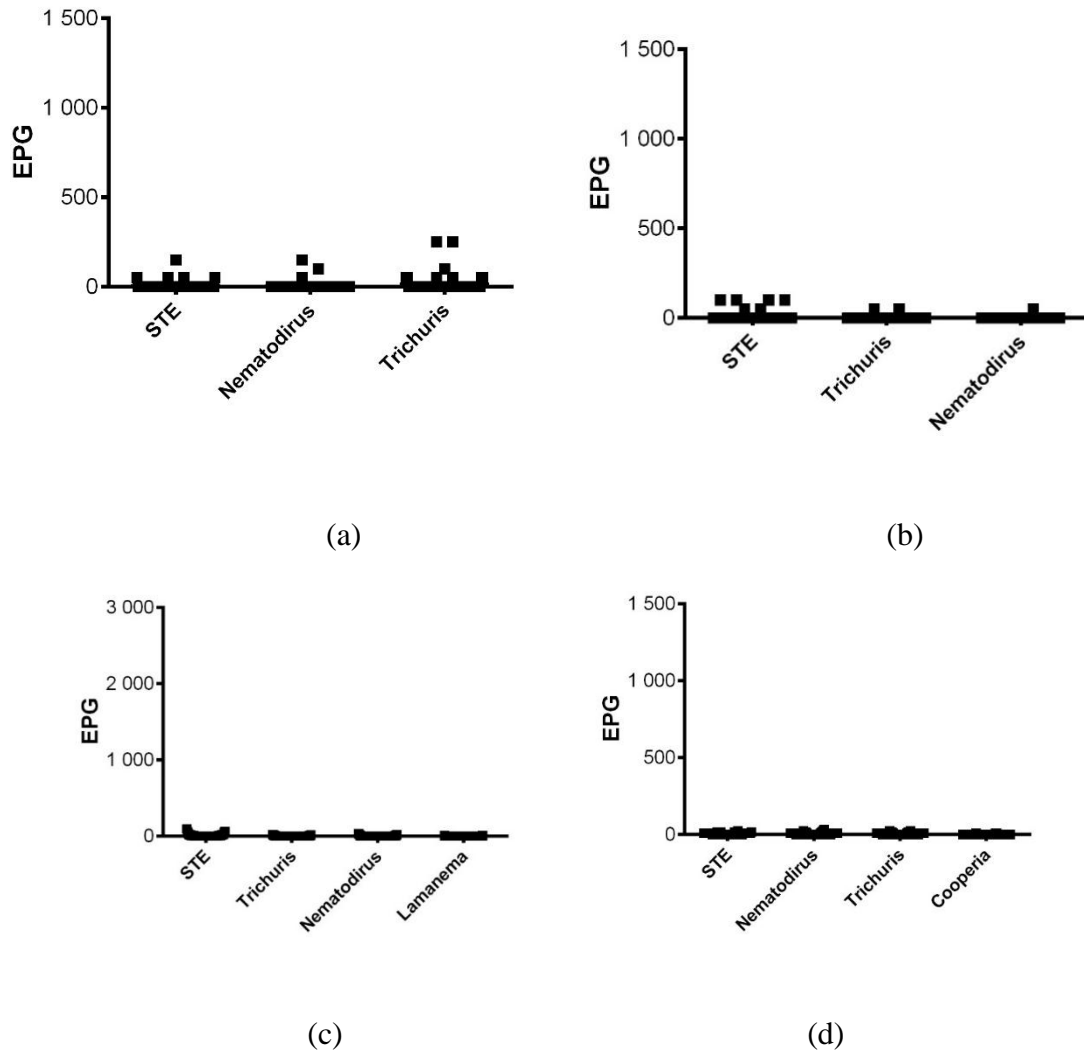 1 500
1 000
500
0
EPG
STE
Nematodirus
Trichuris
(a)
1 500
1 000
500
0
EPG
STE
Trichuris
Nematodirus
(b)
3 000
2 000
1 000
0
EPG
STE
Trichuris
Nematodirus
Lamanema
(c)
1 500
1 000
500
0
EPG
STE
Nematodirus
Trichuris
Cooperia
(d)